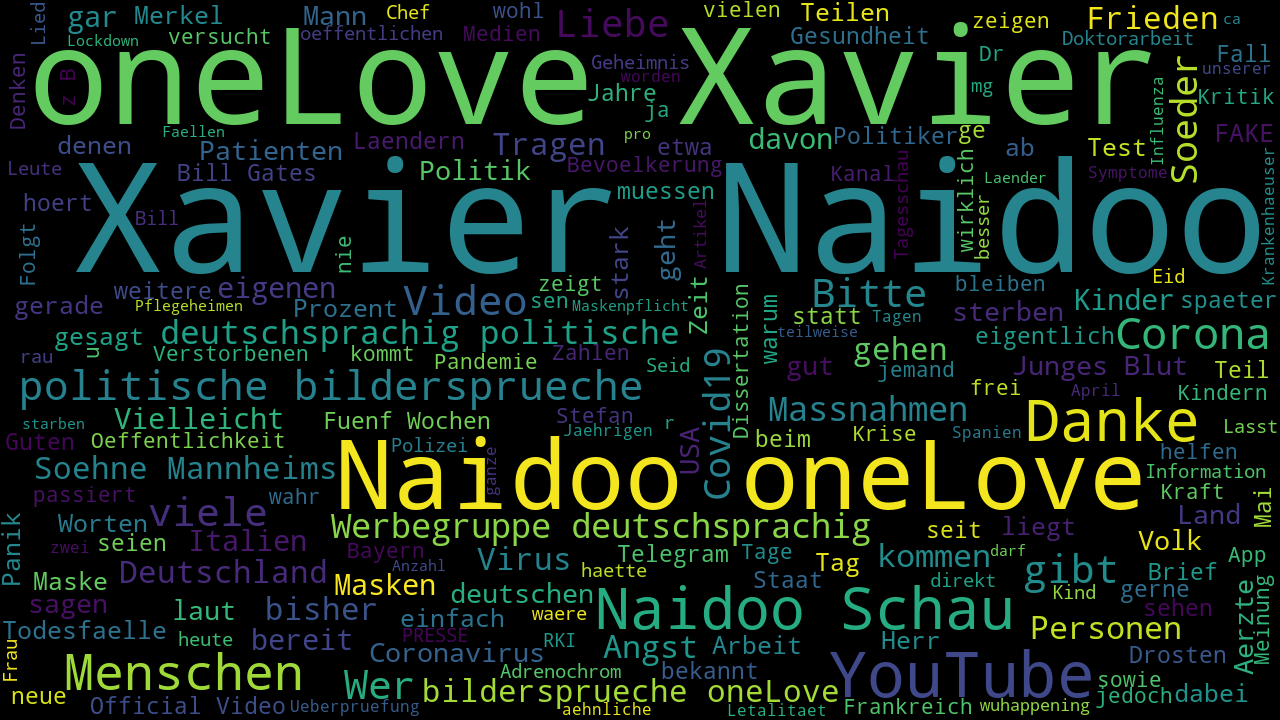 Lied
gar Merkel
Mann
Chef
wohl
vielen
Teilen
zeigen
Frieden
ca
Lockdown
versucht
oeffentlichen
Medien
Liebe
Gesundheit
Doktorarbeit
Fall
Denken
z B
oneLove Xavier
Geheimnis
worden
Jahre
ja
Dr
mg
Influenza
Soeder
unserer
Kritik
Faellen
denen
Patienten
Laendern
Tragen
pro
etwa
davon
Politiker
ge
ab
Test
FAKE
Leute
Bill Gates
Politik
Bevoelkerung
muessen
Kanal
Tagesschau
wirklich
besser
Laender
Symptome
Krankenhaeuser
hoert
Bill
Xavier Naidoo
Folgt
nie
stark
geht
Artikel
gerade
weitere
eigenen
Pflegeheimen
Prozent
Video
zeigt
sen
Maskenpflicht
Zeit
Dissertation
warum
Bitte
statt
Tagen
teilweise
bleiben
sterben
Eid
Kinder
spaeter
gesagt
u
deutschsprachig politische
eigentlich
Corona
rau
Verstorbenen
kommt
Pandemie
Zahlen
Seid
covid19
gut
gehen
jemand
Junges Blut
Teil
politische bildersprueche
frei
April
Kindern
starben
Vielleicht
Fuenf Wochen
Stefan
Jaehrigen
r
Massnahmen
Danke
Lasst
Guten
Oeffentlichkeit
Polizei
USA
beim
Krise
Spanien
helfen
Soehne Mannheims
ganze
Naidoo oneLove
Information
passiert
wahr
Kraft
Mai
Panik
Worten
viele
Werbegruppe deutschsprachig
seit
liegt
Land
Volk
zwei
seien
Italien
Bayern
Anzahl
Virus
Telegram
Tage
Tag
kommen
darf
gibt
Brief
App
Maske
Deutschland
Masken
haette
Staat
direkt
Kind
gerne
sagen
laut
bisher
einfach
deutschen
waere
Naidoo Schau
sehen
Aerzte
Meinung
Todesfaelle
heute
bereit
PRESSE
RKI
Angst
Arbeit
Herr
Personen
Frau
Menschen
Coronavirus
Adrenochrom
bekannt
Drosten
neue
Official Video
Ueberpruefung
Wer
bildersprueche oneLove
aehnliche
Letalitaet
YouTube
Frankreich
wuhappening
sowie
jedoch
dabei